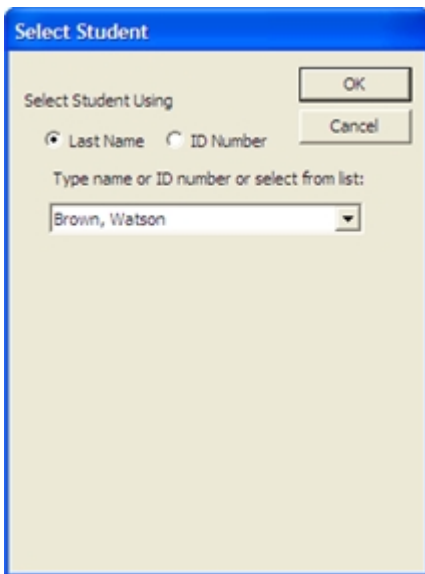 Select Student
OK
Select Student Using
Cancel
Last Name ID Number
Type name or ID number or select from list:
Brown, Watson